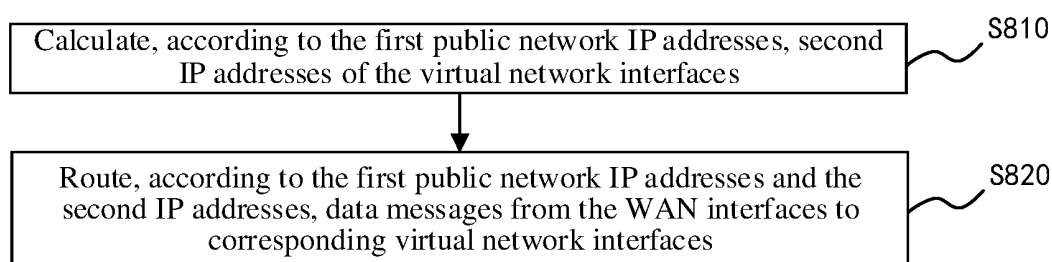 Calculate, according to the first public network IP addresses, second
IP addresses of the virtual network interfaces
S810
Route, according to the first public network IP addresses and the
second IP addresses, data messages from the WAN interfaces to
corresponding virtual network interfaces
S820